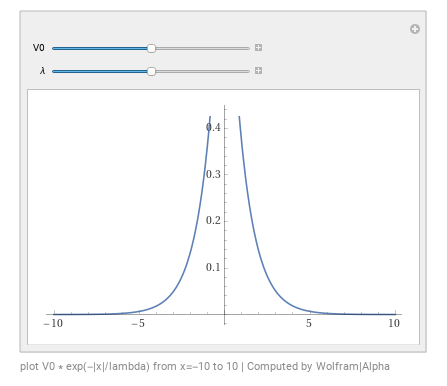 V0
λ
0.4
0.3
0.2
0.1
−10 −5 5 10
plot V0 * exp(−|x|/lambda) from x=−10 to 10 | Computed by Wolfram|Alpha